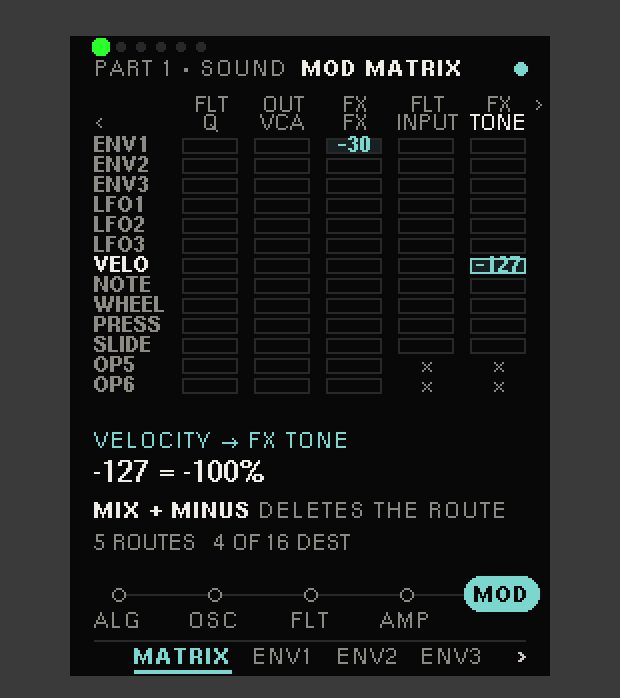 PART 1 · SOUND MOD MATRIX
FLT OUT FX FLT FX >
< Q VCA FX INPUT TONE
ENV1 -30
ENV2
ENV3
LFO1
LFO2
LFO3
VELO -127
NOTE
WHEEL
PRESS
SLIDE
OP5 × ×
OP6 × ×
VELOCITY → FX TONE
-127 = -100%
MIX + MINUS DELETES THE ROUTE
5 ROUTES 4 OF 16 DEST
MOD
ALG OSC FLT AMP
MATRIX ENV1 ENV2 ENV3 >